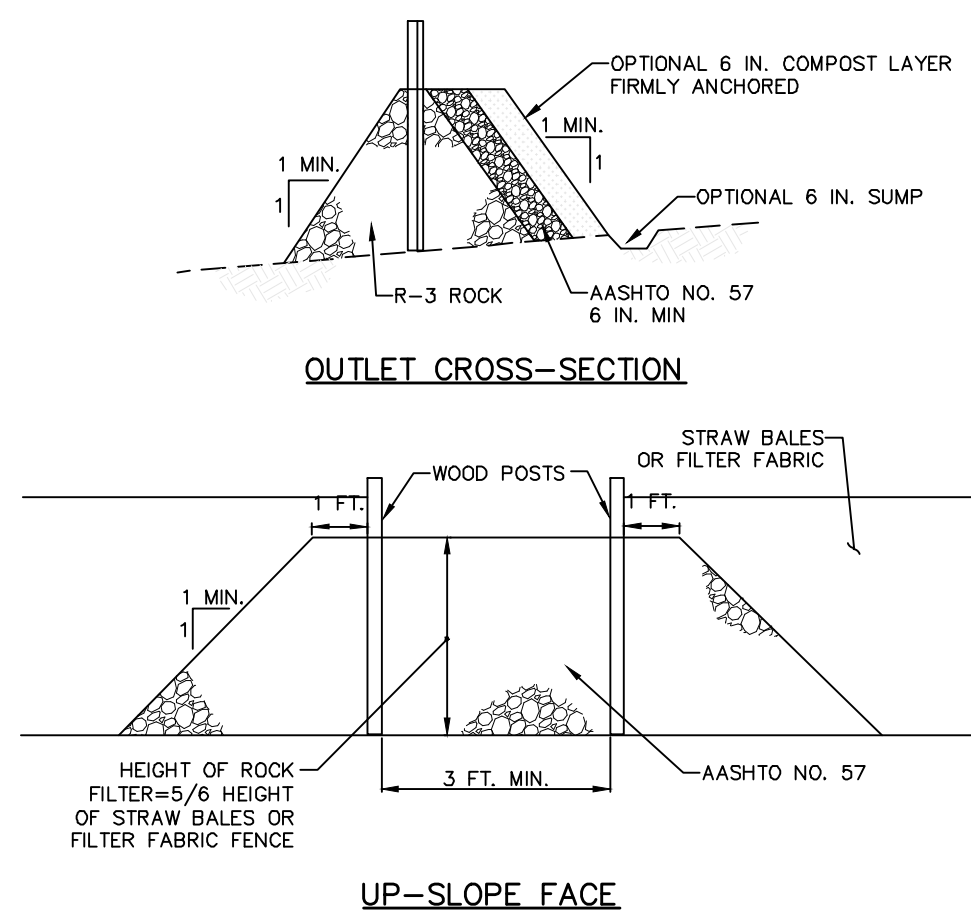 OPTIONAL 6 IN. COMPOST LAYER
FIRMLY ANCHORED
1 MIN.
1
1 MIN.
1
OPTIONAL 6 IN. SUMP
R-3 ROCK
AASHTO NO. 57
6 IN. MIN
OUTLET CROSS-SECTION
STRAW BALES
OR FILTER FABRIC
WOOD POSTS
1 FT.
1 FT.
1 MIN.
1
HEIGHT OF ROCK
FILTER=5/6 HEIGHT
OF STRAW BALES OR
FILTER FABRIC FENCE
3 FT. MIN.
AASHTO NO. 57
UP-SLOPE FACE